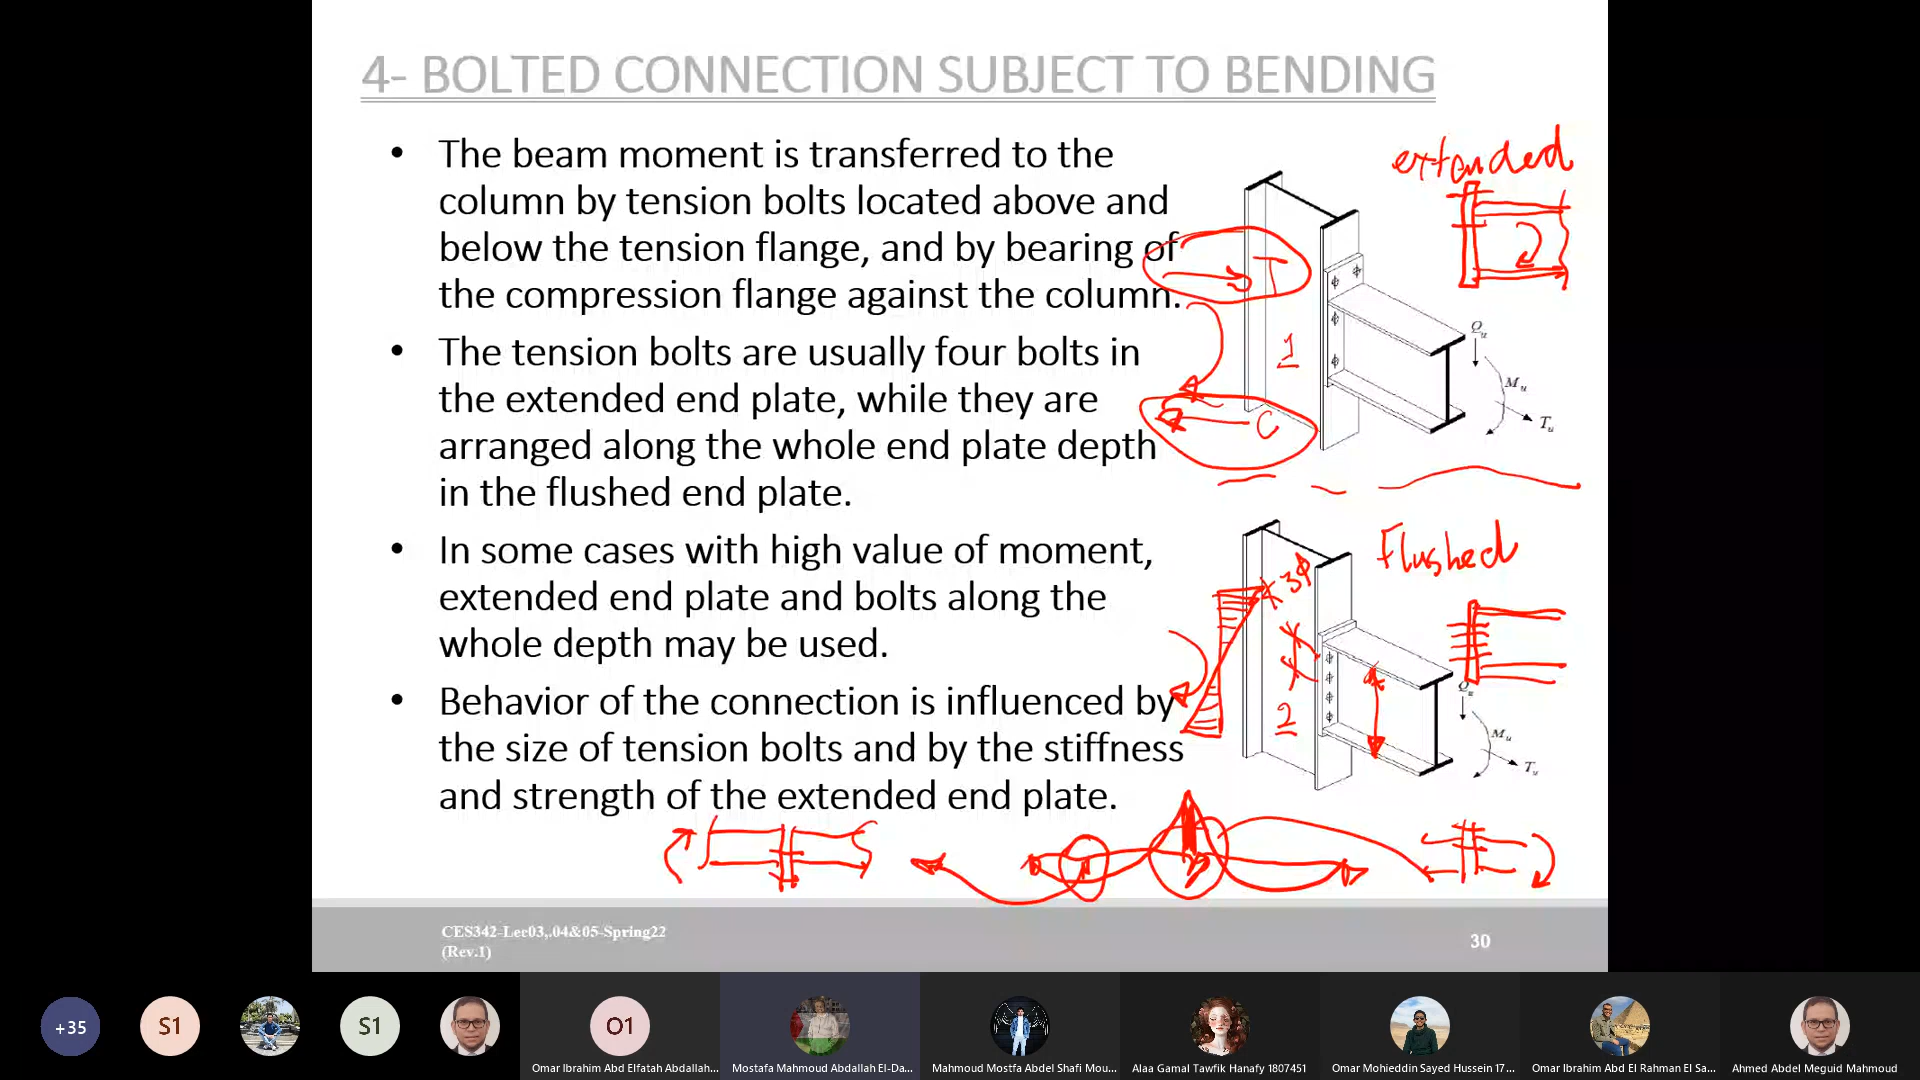 4- BOLTED CONNECTION SUBJECT TO BENDING
• The beam moment is transferred to the
column by tension bolts located above and
below the tension flange, and by bearing of
the compression flange against the column.
• The tension bolts are usually four bolts in
the extended end plate, while they are
arranged along the whole end plate depth
in the flushed end plate.
• In some cases with high value of moment,
extended end plate and bolts along the
whole depth may be used.
• Behavior of the connection is influenced by
the size of tension bolts and by the stiffness
and strength of the extended end plate.
extended
T
1
C
Qu
Mu
Tu
Flushed
3φ
2
Qu
Mu
Tu
CES342-Lec03,.04&05-Spring22
(Rev.1)
30
+35
S1
S1
O1
Omar Ibrahim Abd Elfatah Abdallah...
Mostafa Mahmoud Abdallah El-Da...
Mahmoud Mostfa Abdel Shafi Mou...
Alaa Gamal Tawfik Hanafy 1807451
Omar Mohieddin Sayed Hussein 17...
Omar Ibrahim Abd El Rahman El Sa...
Ahmed Abdel Meguid Mahmoud